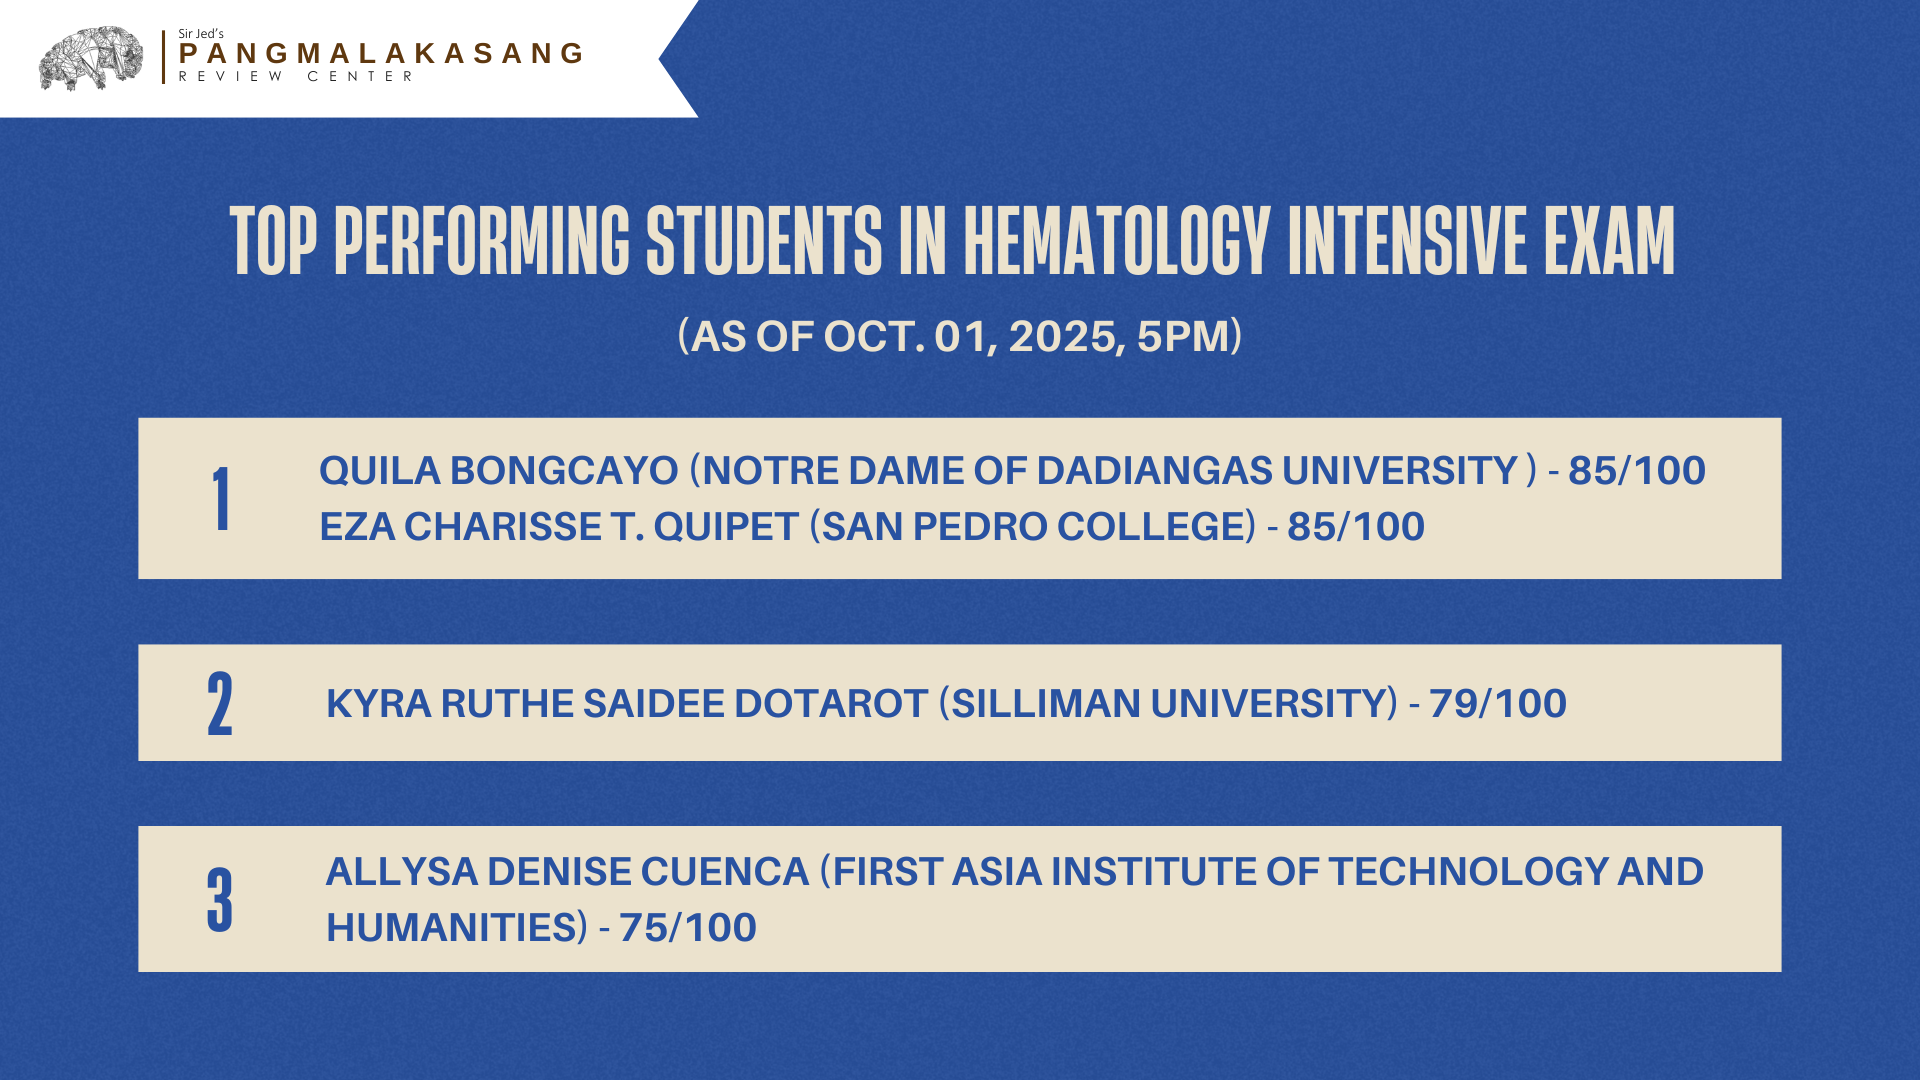 Sir Jed's
PANGMALAKASANG
REVIEW CENTER
TOP PERFORMING STUDENTS IN HEMATOLOGY INTENSIVE EXAM
(AS OF OCT. 01, 2025, 5PM)
1
QUILA BONGCAYO (NOTRE DAME OF DADIANGAS UNIVERSITY ) - 85/100
EZA CHARISSE T. QUIPET (SAN PEDRO COLLEGE) - 85/100
2
KYRA RUTHE SAIDEE DOTAROT (SILLIMAN UNIVERSITY) - 79/100
3
ALLYSA DENISE CUENCA (FIRST ASIA INSTITUTE OF TECHNOLOGY AND
HUMANITIES) - 75/100